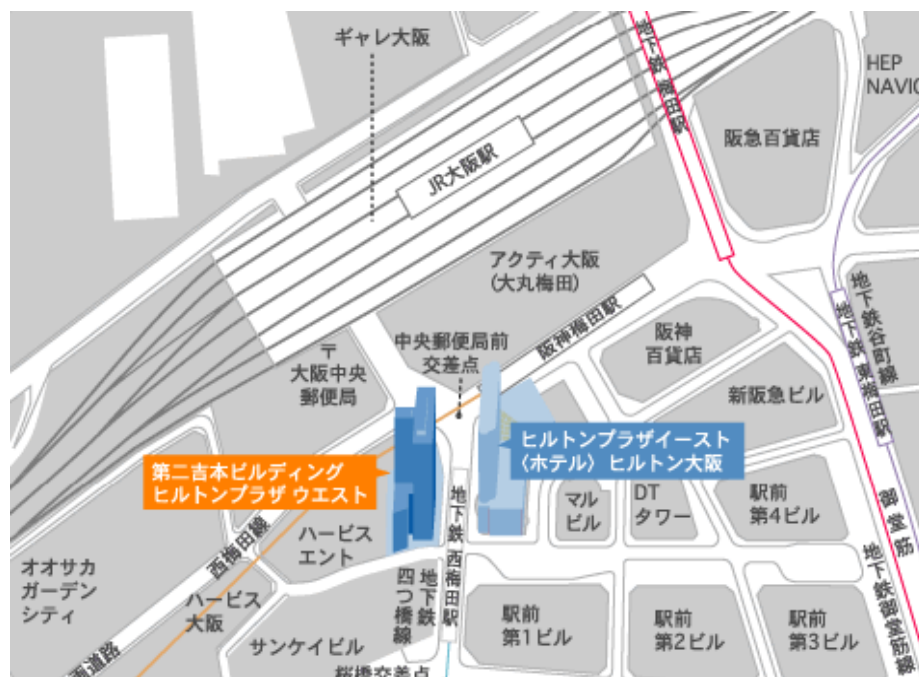 ギャレ大阪
地下鉄 梅田駅
HEP
NAVIO
JR大阪駅
阪急百貨店
アクティ大阪
(大丸梅田)
阪神梅田駅
中央郵便局前
交差点
〒
大阪中央
郵便局
阪神
百貨店
地下鉄谷町線
地下鉄 東梅田駅
新阪急ビル
第二吉本ビルディング
ヒルトンプラザ ウエスト
ヒルトンプラザイースト
〈ホテル〉ヒルトン大阪
マル
ビル
DT
タワー
駅前
第4ビル
御堂筋
西梅田線
ハービス
エント
地下鉄 西梅田駅
地下鉄
四つ橋線
オオサカ
ガーデン
シティ
ハービス
大阪
サンケイビル
桜橋交差点
駅前
第1ビル
駅前
第2ビル
駅前
第3ビル
地下鉄御堂筋線
道路